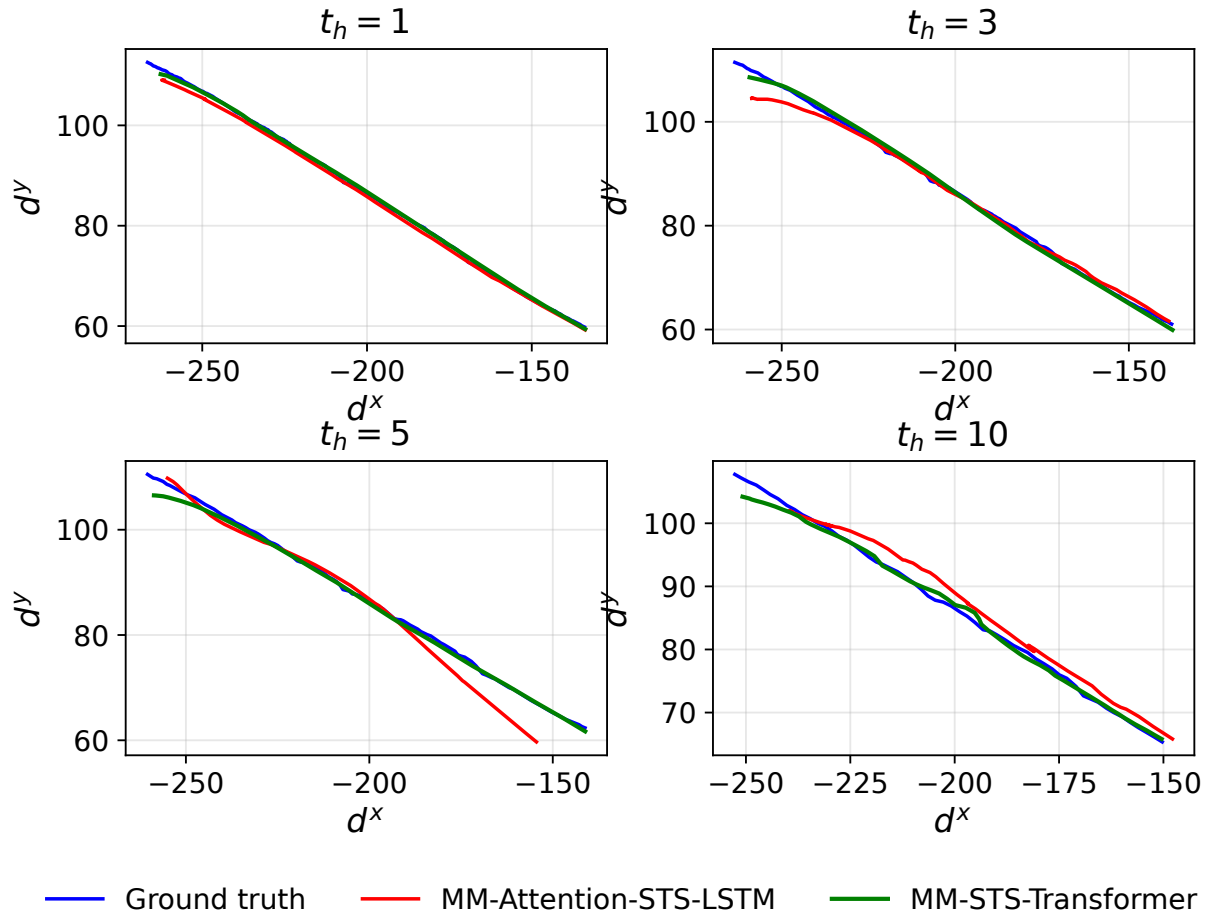 t_h = 1
t_h = 3
100
80
60
d^y
−250
−200
−150
d^x
100
80
60
d^y
−250
−200
−150
d^x
t_h = 5
t_h = 10
100
80
60
d^y
−250
−200
−150
d^x
100
90
80
70
d^y
−250
−225
−200
−175
−150
d^x
Ground truth
MM-Attention-STS-LSTM
MM-STS-Transformer